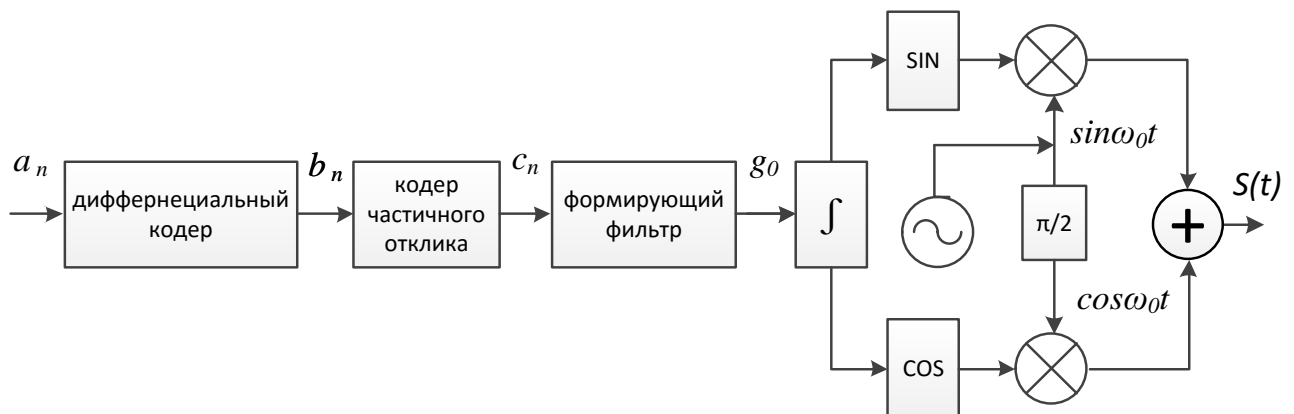 a n
диффернециальный
кодер
b n
кодер
частичного
отклика
c n
формирующий
фильтр
g0
∫
SIN
sinω0t
π/2
cosω0t
COS
+
S(t)